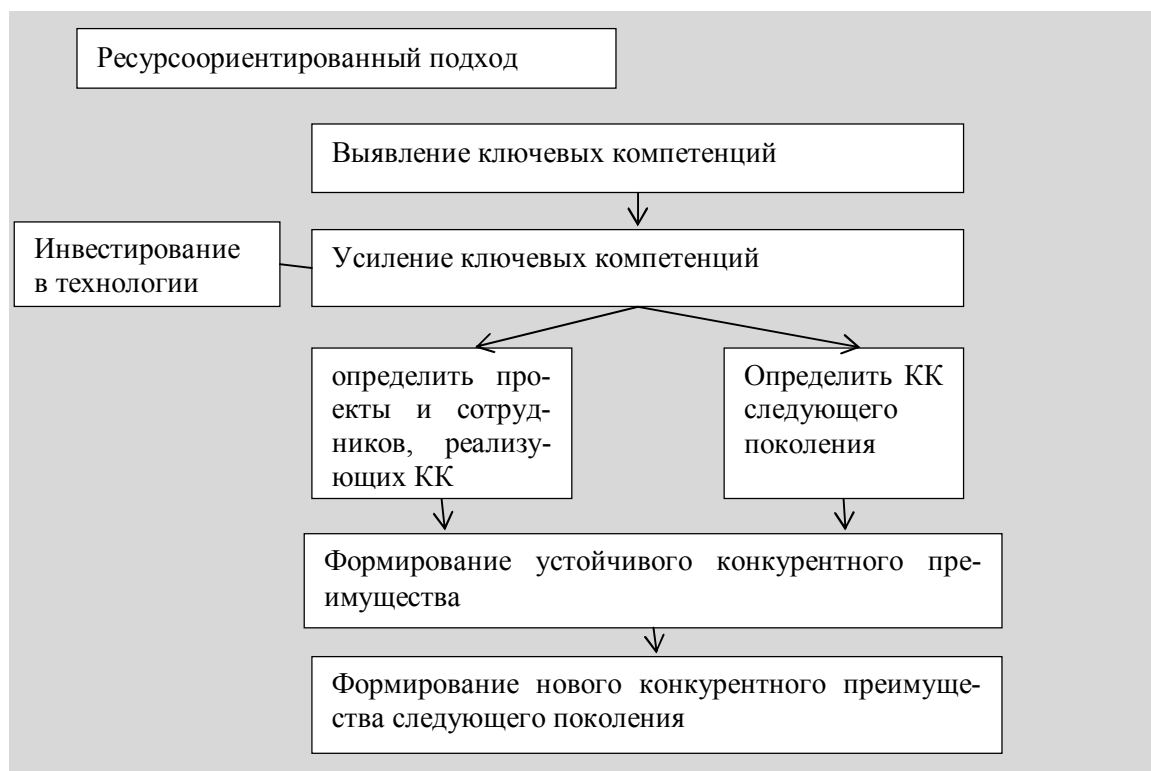 Ресурсоориентированный подход
Выявление ключевых компетенций
Инвестирование
в технологии
Усиление ключевых компетенций
определить про-
екты и сотруд-
ников, реализу-
ющих КК
Определить КК
следующего
поколения
Формирование устойчивого конкурентного пре-
имущества
Формирование нового конкурентного преимуще-
ства следующего поколения